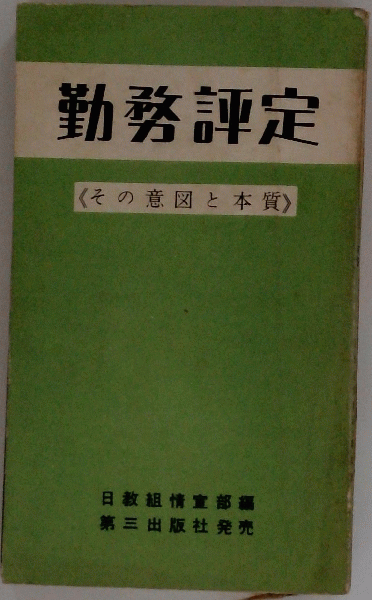 勤務評定
《その意図と本質》
日教組情宣部編
第三出版社発売